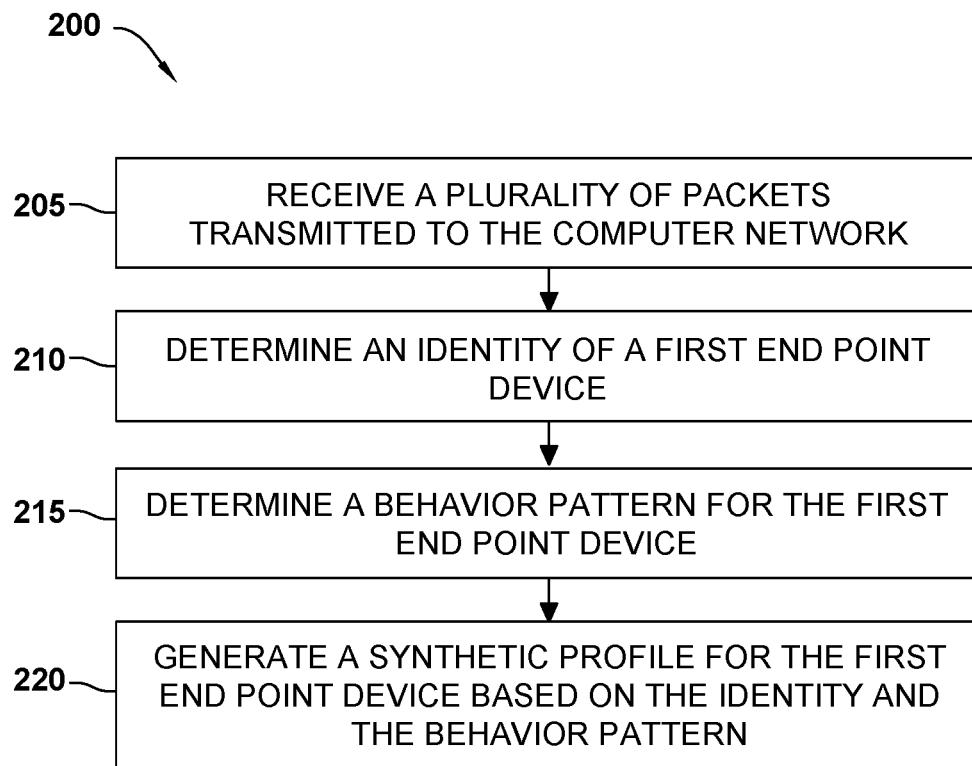 200
205
RECEIVE A PLURALITY OF PACKETS
TRANSMITTED TO THE COMPUTER NETWORK
210
DETERMINE AN IDENTITY OF A FIRST END POINT
DEVICE
215
DETERMINE A BEHAVIOR PATTERN FOR THE FIRST
END POINT DEVICE
220
GENERATE A SYNTHETIC PROFILE FOR THE FIRST
END POINT DEVICE BASED ON THE IDENTITY AND
THE BEHAVIOR PATTERN